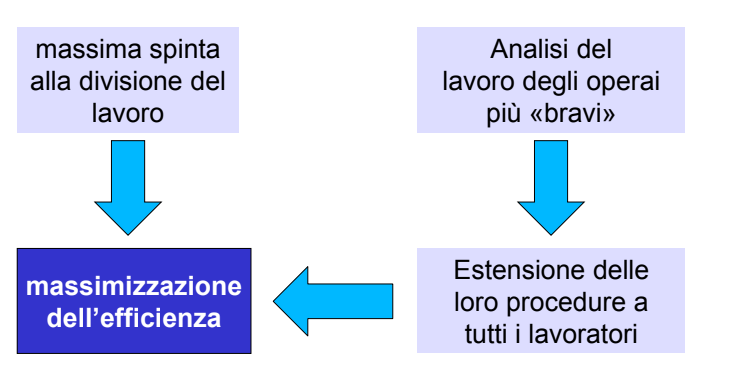 massima spinta
alla divisione del
lavoro
Analisi del
lavoro degli operai
più «bravi»
massimizzazione
dell’efficienza
Estensione delle
loro procedure a
tutti i lavoratori